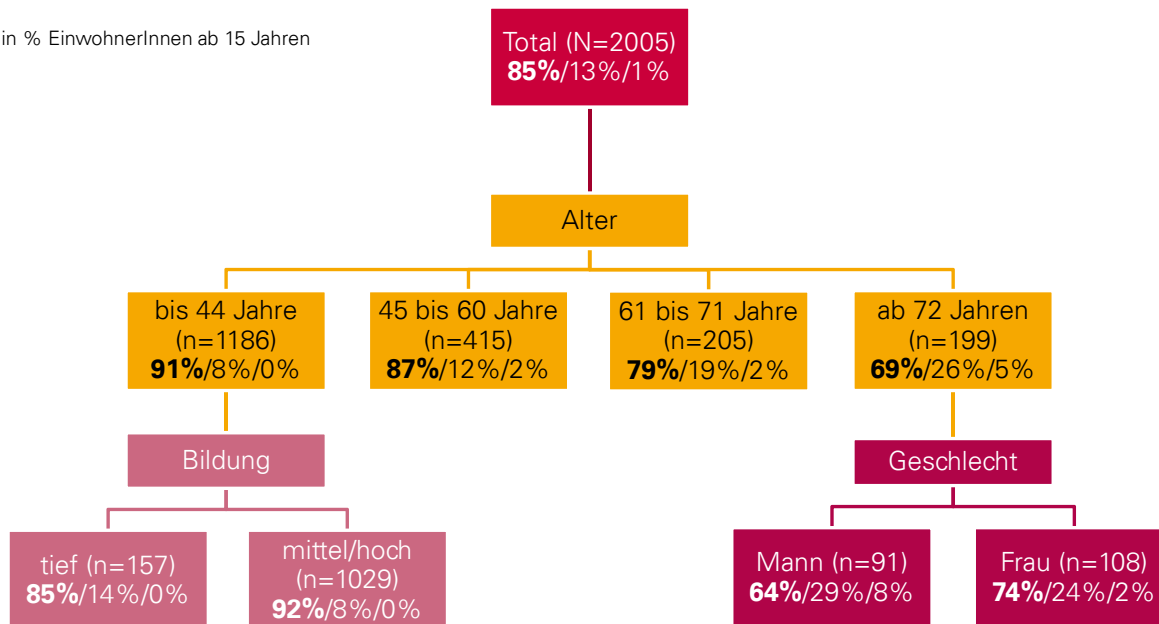 in % EinwohnerInnen ab 15 Jahren
Total (N=2005)
85%/13%/1%
Alter
bis 44 Jahre
(n=1186)
91%/8%/0%
45 bis 60 Jahre
(n=415)
87%/12%/2%
61 bis 71 Jahre
(n=205)
79%/19%/2%
ab 72 Jahren
(n=199)
69%/26%/5%
Bildung
Geschlecht
tief (n=157)
85%/14%/0%
mittel/hoch
(n=1029)
92%/8%/0%
Mann (n=91)
64%/29%/8%
Frau (n=108)
74%/24%/2%